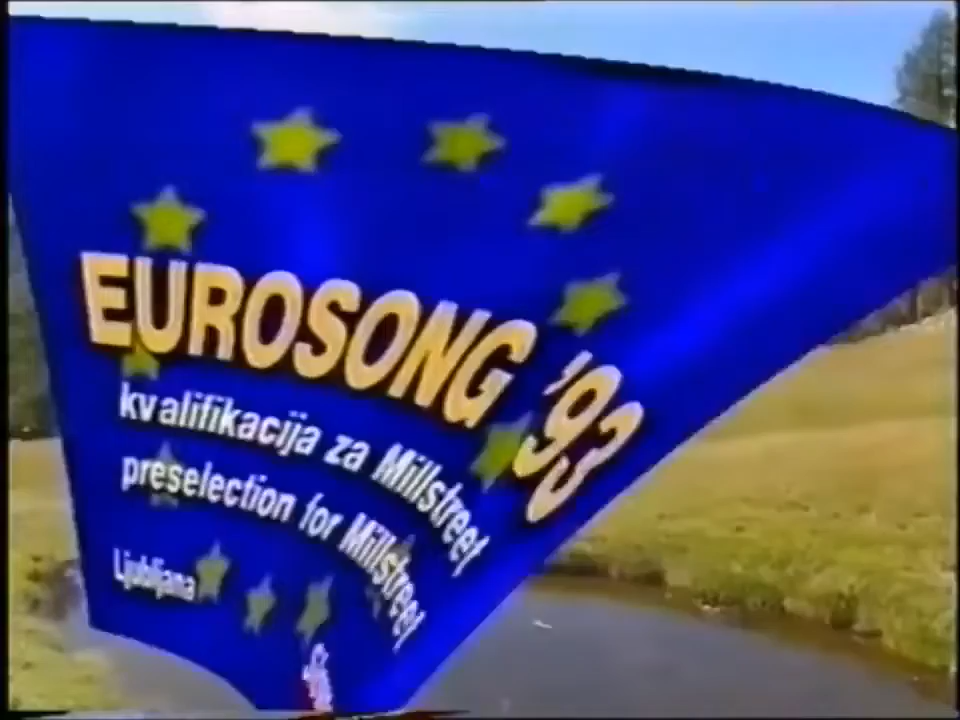 EUROSONG '93
kvalifikacija za Millstreet
preselection for Millstreet
Ljubljana